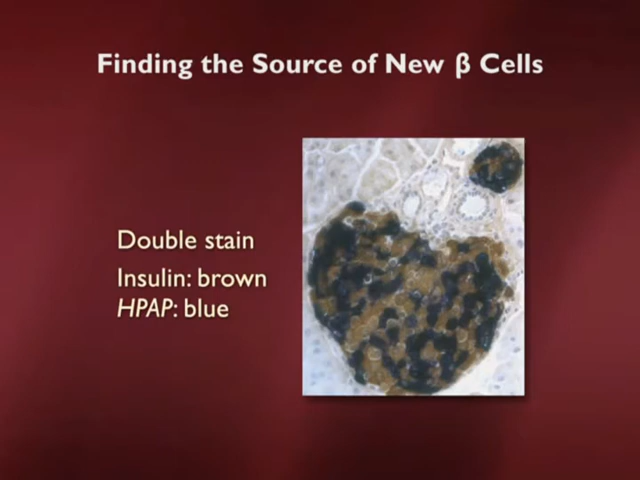 Finding the Source of New β Cells
Double stain
Insulin: brown
HPAP: blue